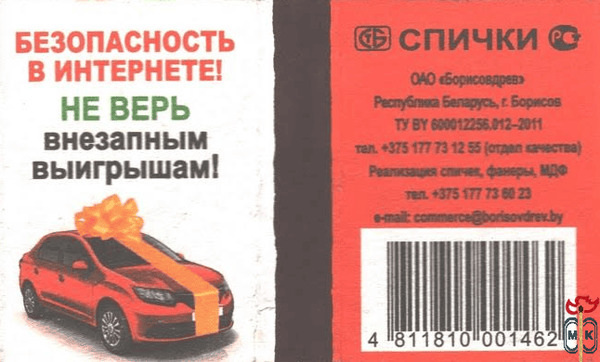 БЕЗОПАСНОСТЬ
В ИНТЕРНЕТЕ!
НЕ ВЕРЬ
внезапным
выигрышам!
СТБ СПИЧКИ РС
ОАО «Борисовдрев»
Республика Беларусь, г. Борисов
ТУ BY 600012256.012–2011
тел. +375 177 73 12 55 (отдел качества)
Реализация спичек, фанеры, МДФ
тел. +375 177 73 60 23
e-mail: commerce@borisovdrev.by
4 811810 001462
М К